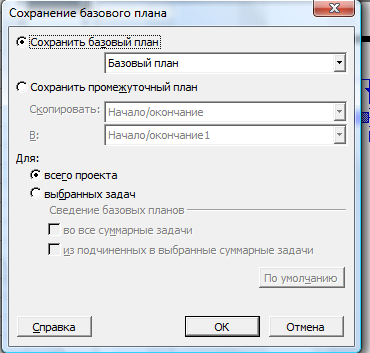 Сохранение базового плана
Сохранить базовый план
Базовый план
Сохранить промежуточный план
Скопировать: Начало/окончание
В: Начало/окончание1
Для:
всего проекта
выбранных задач
Сведение базовых планов
во все суммарные задачи
из подчиненных в выбранные суммарные задачи
По умолчанию
Справка ОК Отмена